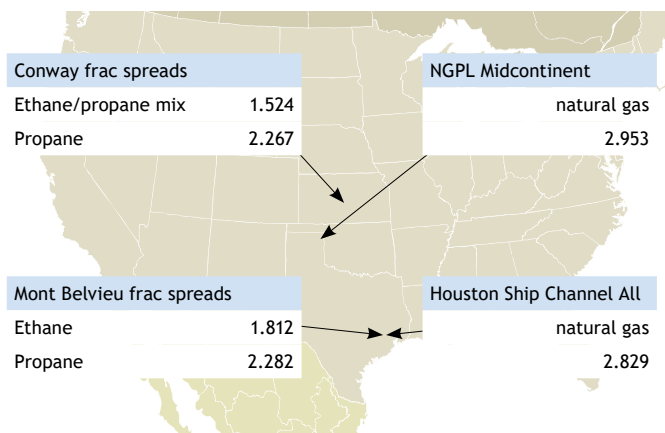 Conway frac spreads
Ethane/propane mix 1.524
Propane 2.267
NGPL Midcontinent
natural gas
2.953
Mont Belvieu frac spreads
Ethane 1.812
Propane 2.282
Houston Ship Channel All
natural gas
2.829